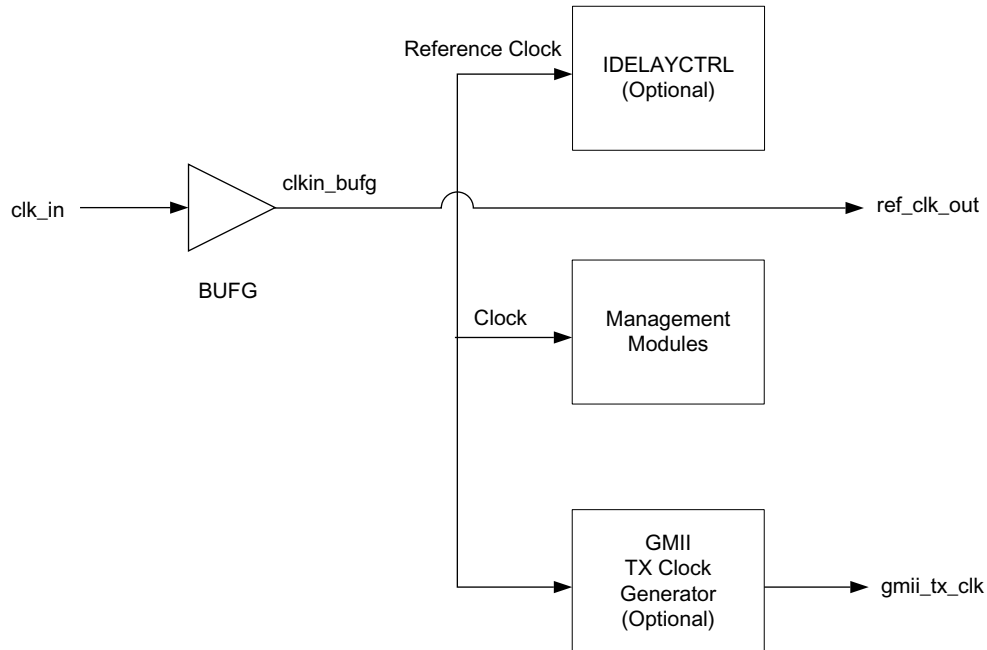 Reference Clock
IDELAYCTRL
(Optional)
clkin_bufg
clk_in
ref_clk_out
BUFG
Clock
Management
Modules
GMII
TX Clock
Generator
(Optional)
gmii_tx_clk